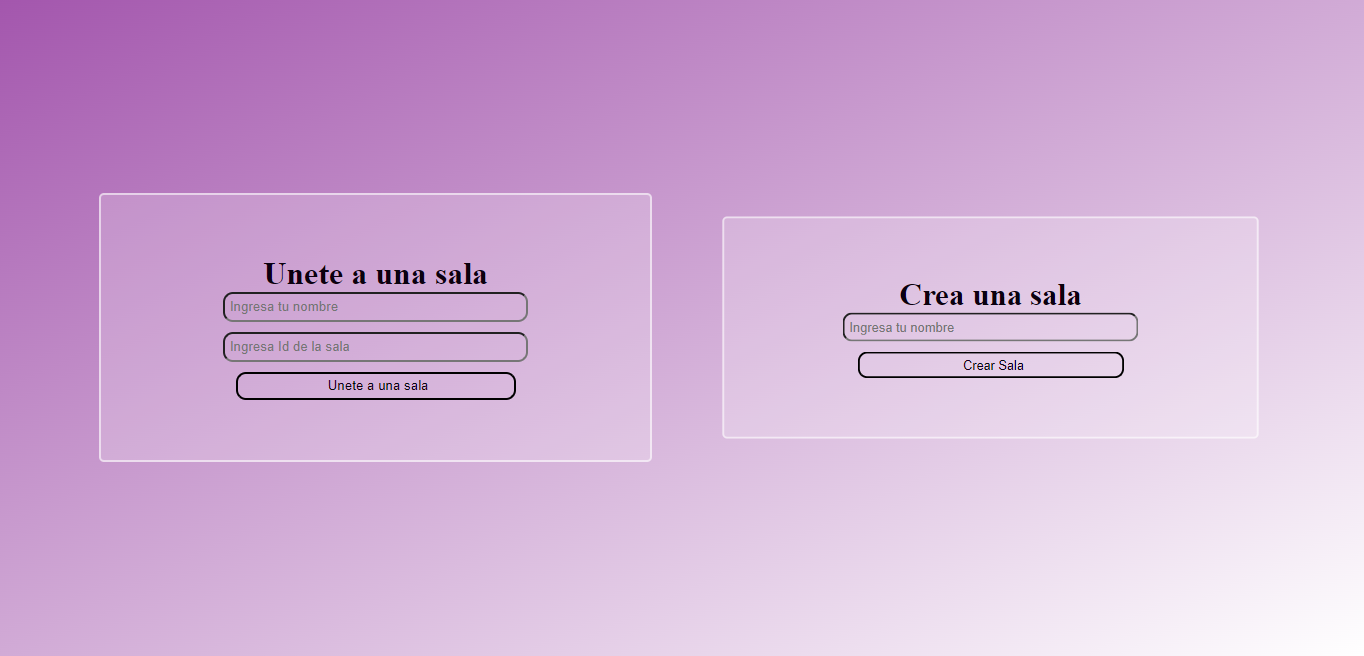 Unete a una sala
Ingresa tu nombre
Ingresa Id de la sala
Unete a una sala
Crea una sala
Ingresa tu nombre
Crear Sala